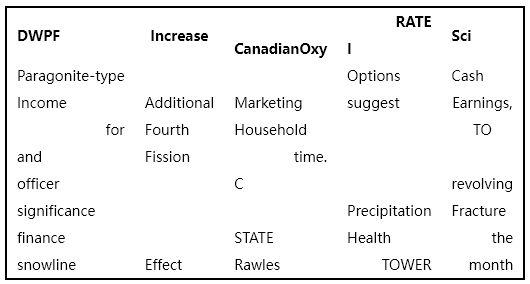 DWPF Increase CanadianOxy RATE I Sci
Paragonite-type Options Cash
Income Additional Marketing suggest Earnings,
for Fourth Household TO
and Fission time.
officer C revolving
significance Precipitation Fracture
finance STATE Health the
snowline Effect Rawles TOWER month